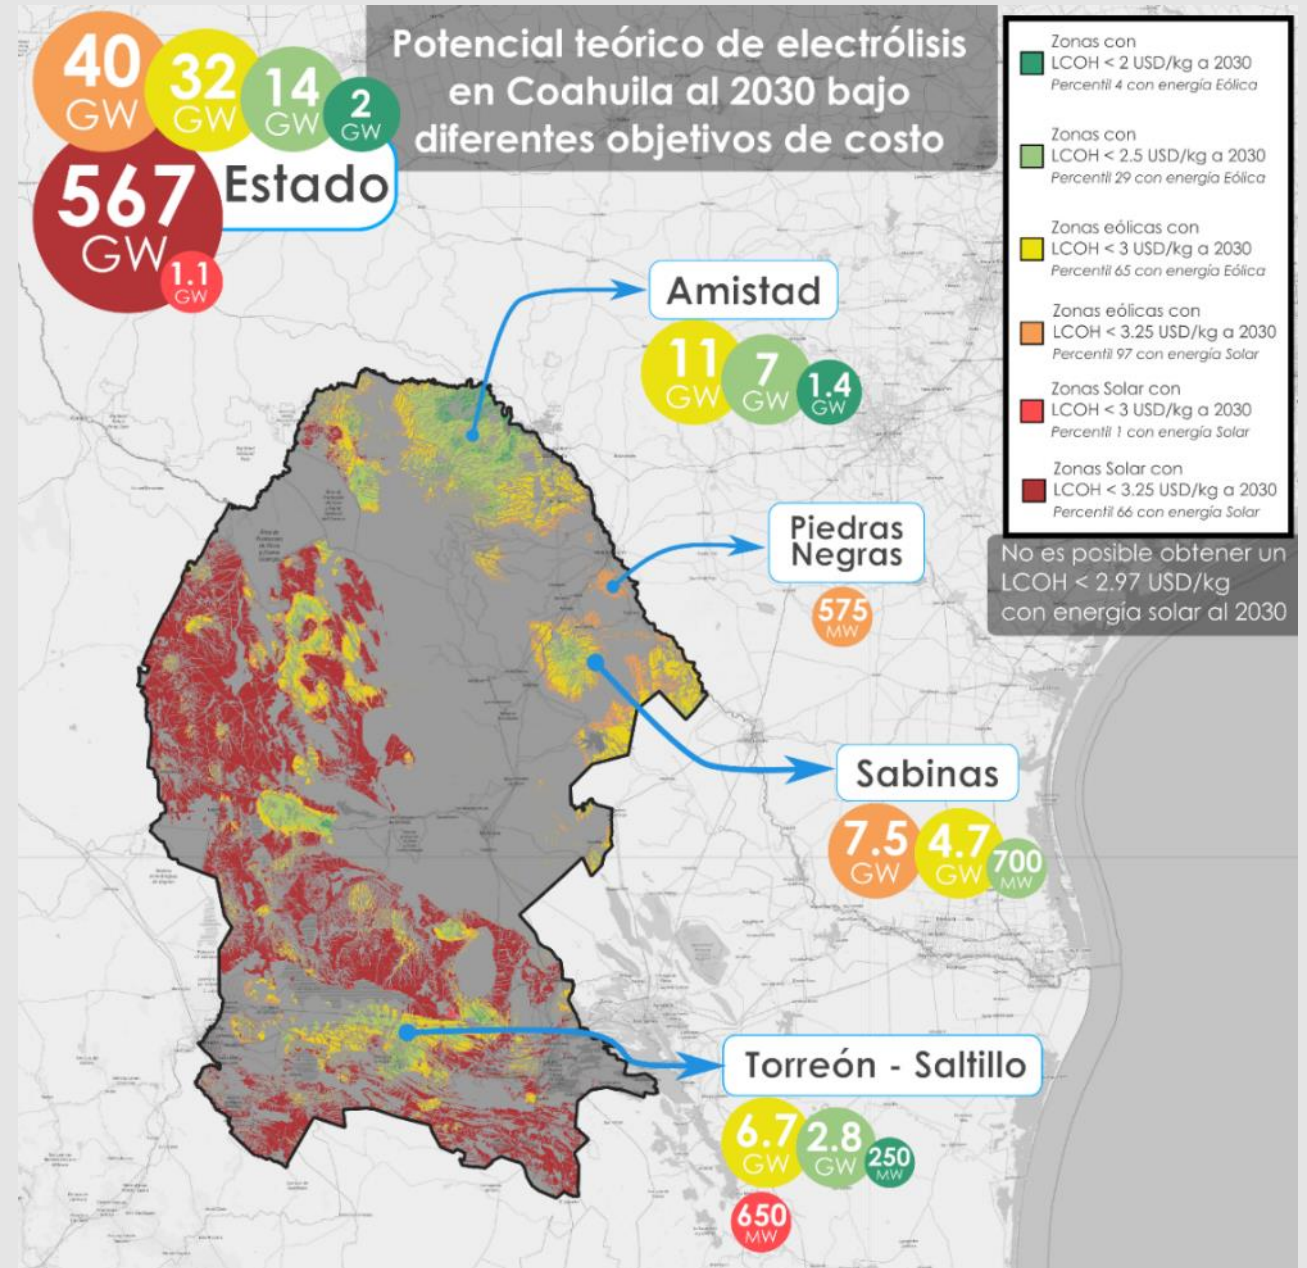 40
GW
32
GW
14
GW
2
GW
567
GW
1.1
GW
Estado
Potencial teórico de electrólisis
en Coahuila al 2030 bajo
diferentes objetivos de costo
Zonas con
LCOH < 2 USD/kg a 2030
Percentil 4 con energía Eólica
Zonas con
LCOH < 2.5 USD/kg a 2030
Percentil 29 con energía Eólica
Zonas eólicas con
LCOH < 3 USD/kg a 2030
Percentil 65 con energía Eólica
Zonas eólicas con
LCOH < 3.25 USD/kg a 2030
Percentil 97 con energía Solar
Zonas Solar con
LCOH < 3 USD/kg a 2030
Percentil 1 con energía Solar
Zonas Solar con
LCOH < 3.25 USD/kg a 2030
Percentil 66 con energía Solar
No es posible obtener un
LCOH < 2.97 USD/kg
con energía solar al 2030
Amistad
11
GW
7
GW
1.4
GW
Piedras
Negras
575
MW
Sabinas
7.5
GW
4.7
GW
700
MW
Torreón - Saltillo
6.7
GW
2.8
GW
250
MW
650
MW